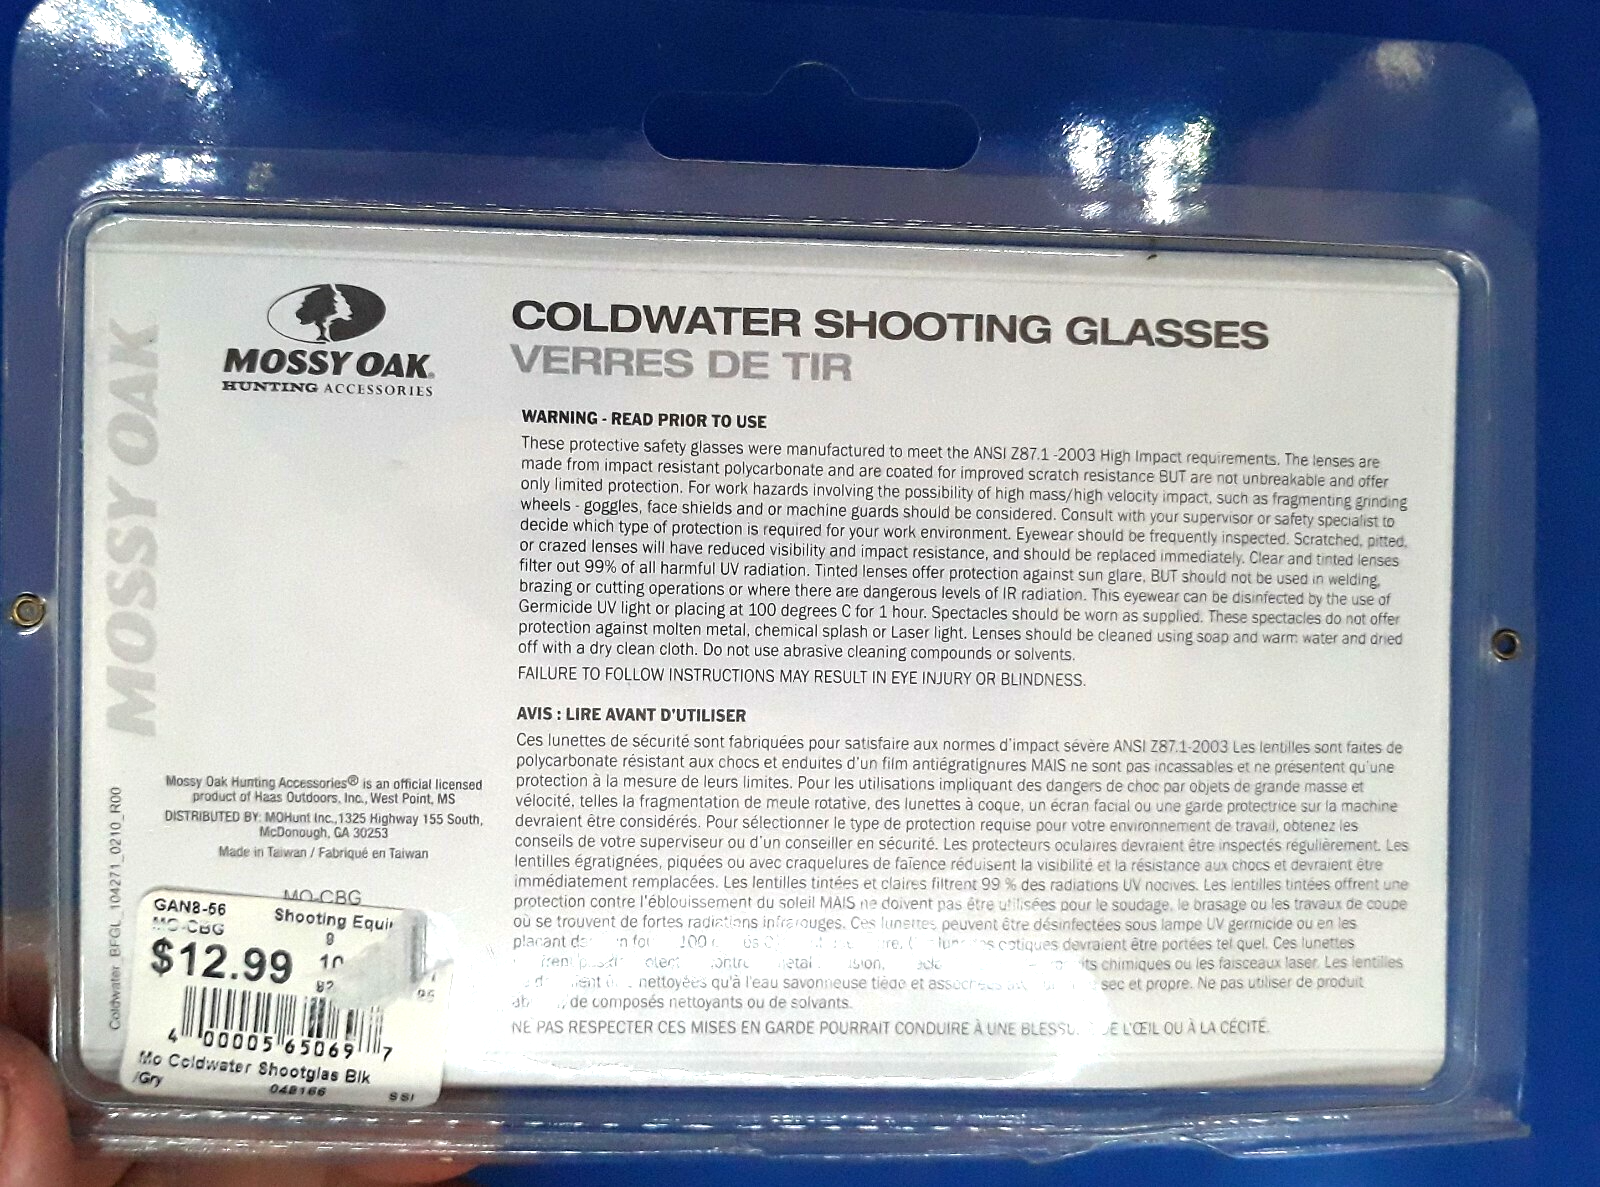 MOSSY OAK
MOSSY OAK®
HUNTING ACCESSORIES
COLDWATER SHOOTING GLASSES
VERRES DE TIR
WARNING - READ PRIOR TO USE
These protective safety glasses were manufactured to meet the ANSI Z87.1 -2003 High Impact requirements. The lenses are
made from impact resistant polycarbonate and are coated for improved scratch resistance BUT are not unbreakable and offer
only limited protection. For work hazards involving the possibility of high mass/high velocity impact, such as fragmenting grinding
wheels - goggles, face shields and or machine guards should be considered. Consult with your supervisor or safety specialist to
decide which type of protection is required for your work environment. Eyewear should be frequently inspected. Scratched, pitted,
or crazed lenses will have reduced visibility and impact resistance, and should be replaced immediately. Clear and tinted lenses
filter out 99% of all harmful UV radiation. Tinted lenses offer protection against sun glare, BUT should not be used in welding,
brazing or cutting operations or where there are dangerous levels of IR radiation. This eyewear can be disinfected by the use of
Germicide UV light or placing at 100 degrees C for 1 hour. Spectacles should be worn as supplied. These spectacles do not offer
protection against molten metal, chemical splash or Laser light. Lenses should be cleaned using soap and warm water and dried
off with a dry clean cloth. Do not use abrasive cleaning compounds or solvents.
FAILURE TO FOLLOW INSTRUCTIONS MAY RESULT IN EYE INJURY OR BLINDNESS.
AVIS : LIRE AVANT D'UTILISER
Ces lunettes de sécurité sont fabriquées pour satisfaire aux normes d'impact sévère ANSI Z87.1-2003 Les lentilles sont faites de
polycarbonate résistant aux chocs et enduites d'un film antiégratignures MAIS ne sont pas incassables et ne présentent qu'une
protection à la mesure de leurs limites. Pour les utilisations impliquant des dangers de choc par objets de grande masse et
vélocité, telles la fragmentation de meule rotative, des lunettes à coque, un écran facial ou une garde protectrice sur la machine
devraient être considérés. Pour sélectionner le type de protection requise pour votre environnement de travail, obtenez les
conseils de votre superviseur ou d'un conseiller en sécurité. Les protecteurs oculaires devraient être inspectés régulièrement. Les
lentilles égratignées, piquées ou avec craquelures de faïence réduisent la visibilité et la résistance aux chocs et devraient être
immédiatement remplacées. Les lentilles tintées et claires filtrent 99 % des radiations UV nocives. Les lentilles tintées offrent une
protection contre l'éblouissement du soleil MAIS ne doivent pas être utilisées pour le soudage, le brasage ou les travaux de coupe
où se trouvent de fortes radiations infrarouges. Ces lunettes peuvent être désinfectées sous lampe UV germicide ou en les
plaçant 100 optiques devraient être portées tel quel. Ces lunettes
chimiques ou les faisceaux laser. Les lentilles
nettoyées qu'à l'eau savonneuse tiède et sec et propre. Ne pas utiliser de produit
de composés nettoyants ou de solvants.
NE PAS RESPECTER CES MISES EN GARDE POURRAIT CONDUIRE À UNE DE L'ŒIL OU À LA CÉCITÉ.
Mossy Oak Hunting Accessories® is an official licensed
product of Haas Outdoors, Inc., West Point, MS
DISTRIBUTED BY: MOHunt Inc.,1325 Highway 155 South,
McDonough, GA 30253
Made in Taiwan / Fabriqué en Taiwan
MO-CBG
Coldwater_BFGL_104271_0210_R00
GAN8-56
Shooting
MO-CBG
9
$12.99
10
82
4 00005 65069 7
Mo Coldwater Shootglas Blk
/Gry
048166
SSI